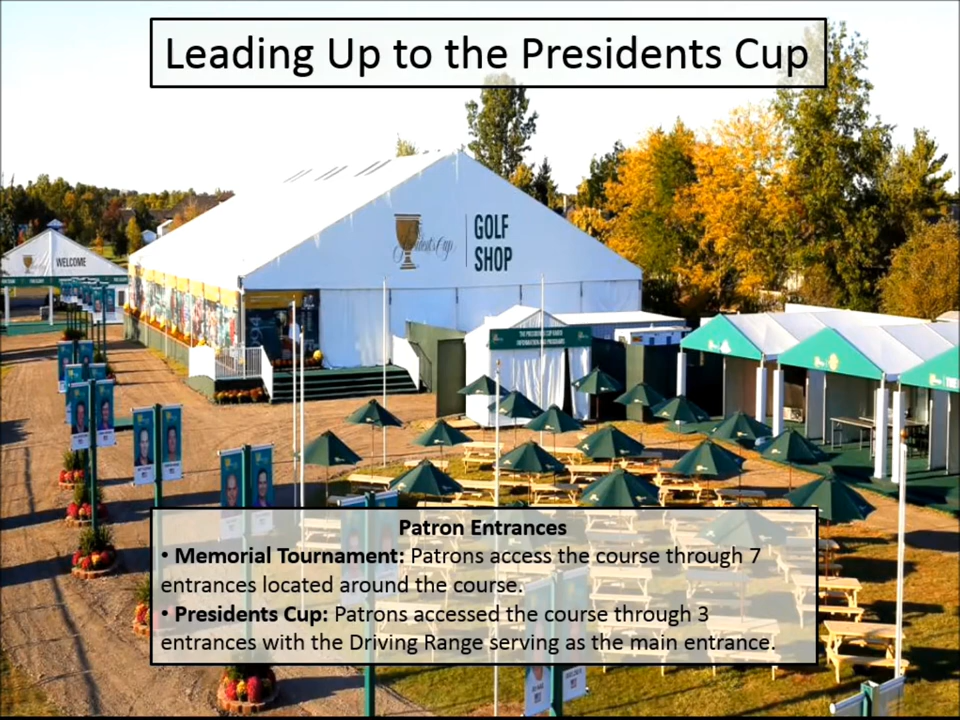 Leading Up to the Presidents Cup
GOLF
SHOP
WELCOME
Patron Entrances
• Memorial Tournament: Patrons access the course through 7
entrances located around the course.
• Presidents Cup: Patrons accessed the course through 3
entrances with the Driving Range serving as the main entrance.